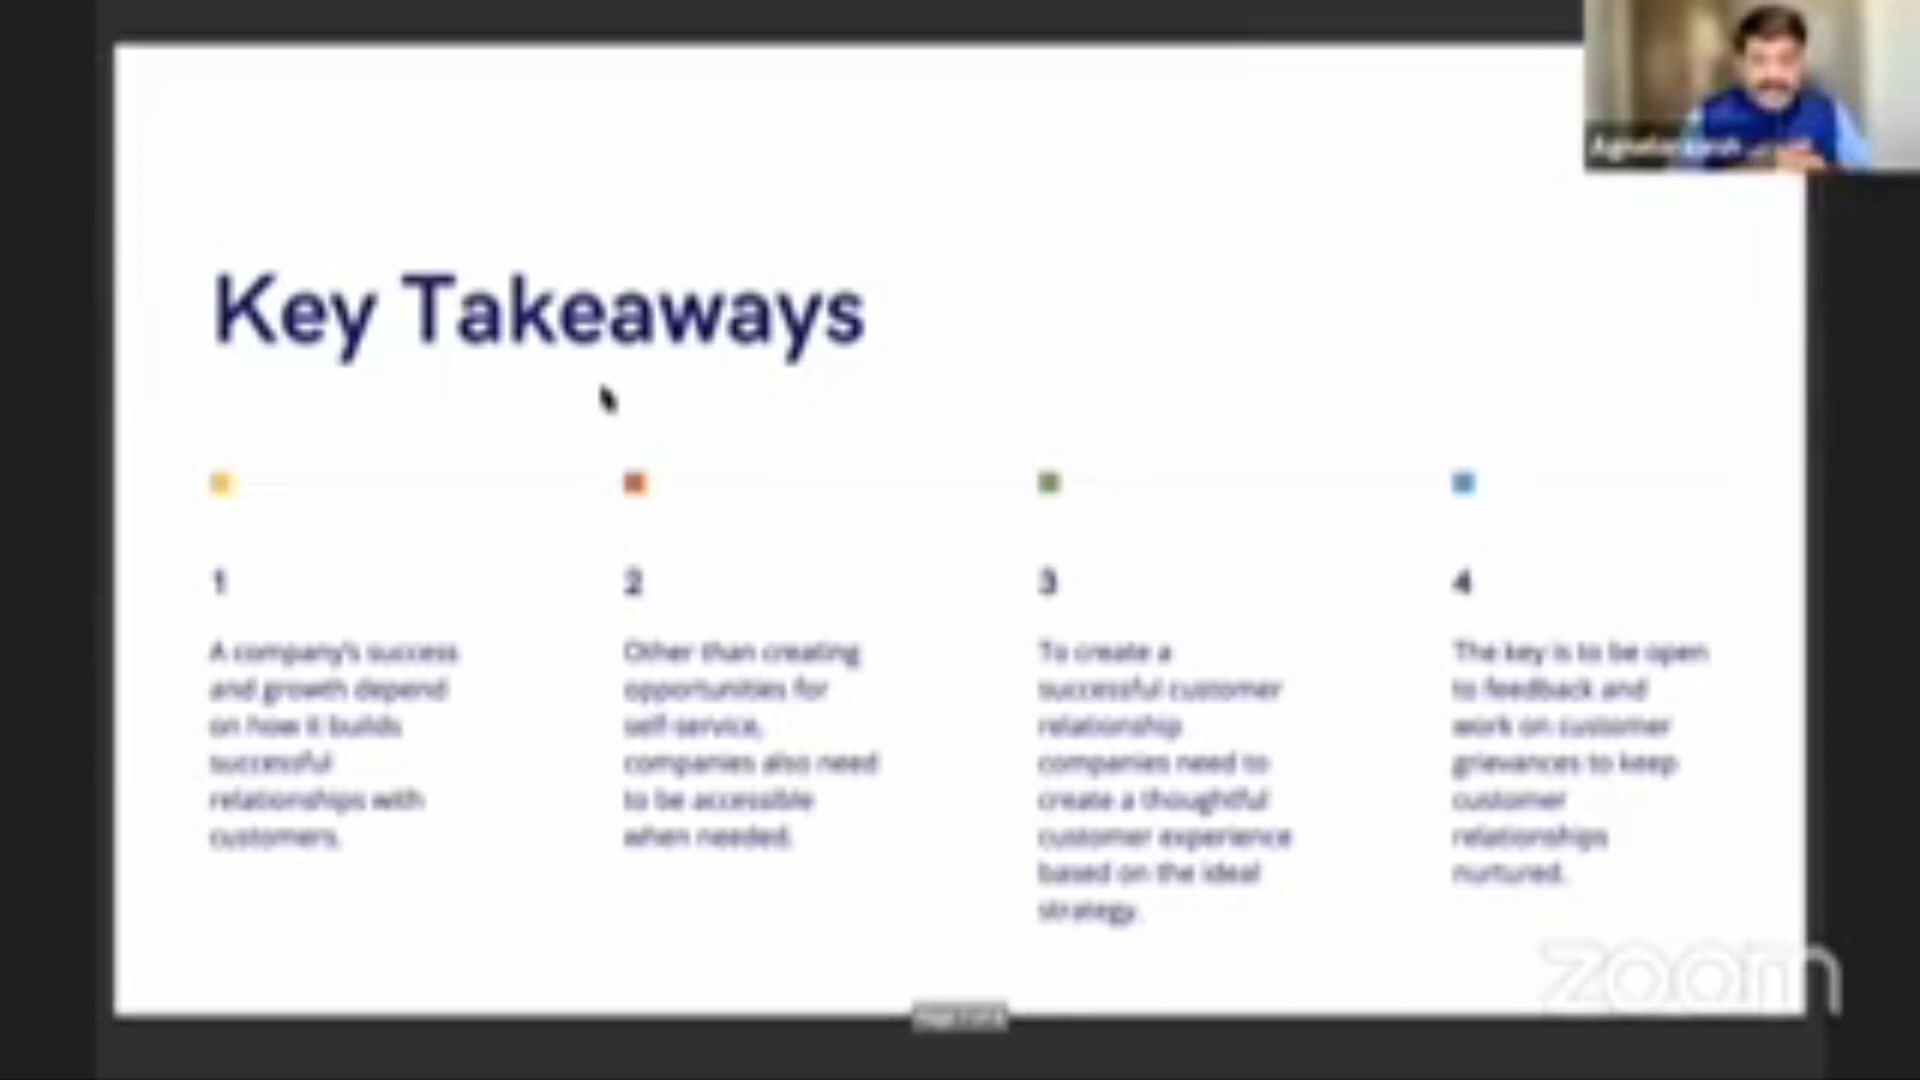 Key Takeaways
1
A company's success
and growth depend
on how it builds
successful
relationships with
customers.
2
Other than creating
opportunities for
self-service,
companies also need
to be accessible
when needed.
3
To create a
successful customer
relationship
companies need to
create a thoughtful
customer experience
based on the ideal
strategy.
4
The key is to be open
to feedback and
work on customer
grievances to keep
customer
relationships
nurtured.
zoom